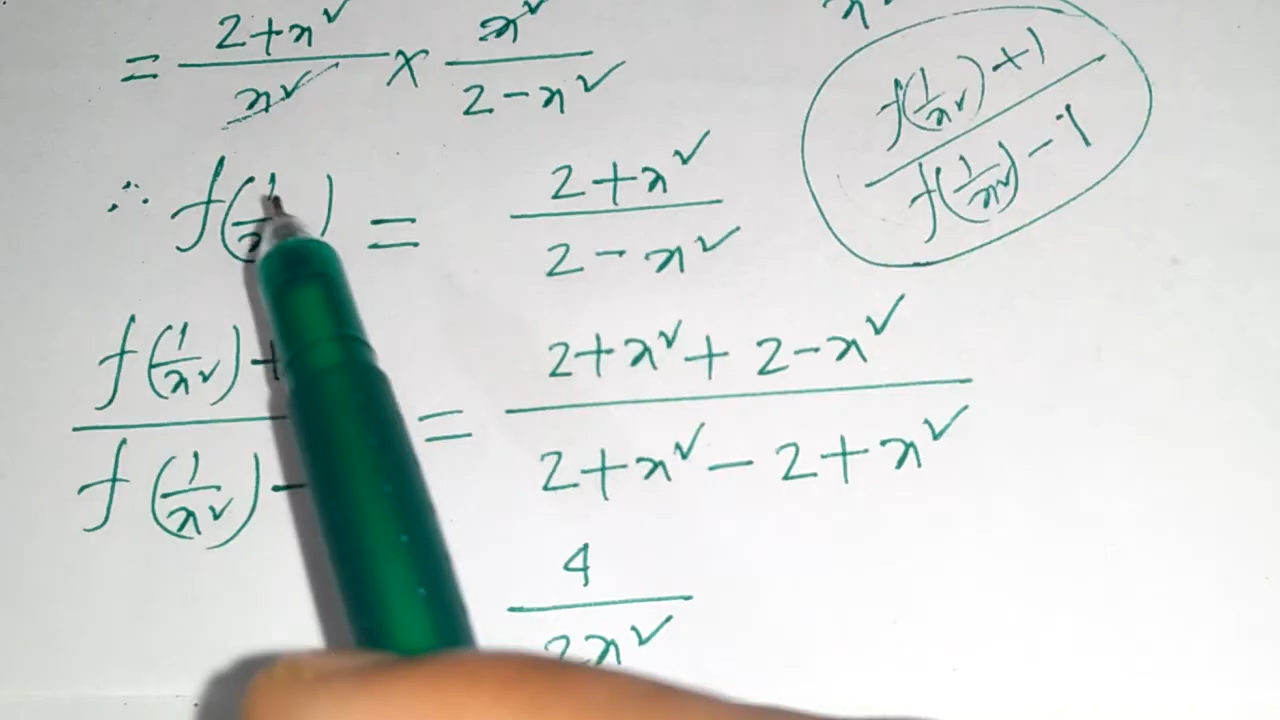 = (2+x²)/x² × x²/(2-x²)
(f(1/x²)+1)/(f(1/x²)-1)
∴ f(1/x²) = (2+x²)/(2-x²)
(f(1/x²)+)/(f(1/x²)-) = (2+x²+2-x²)/(2+x²-2+x²)
4/(2x²)